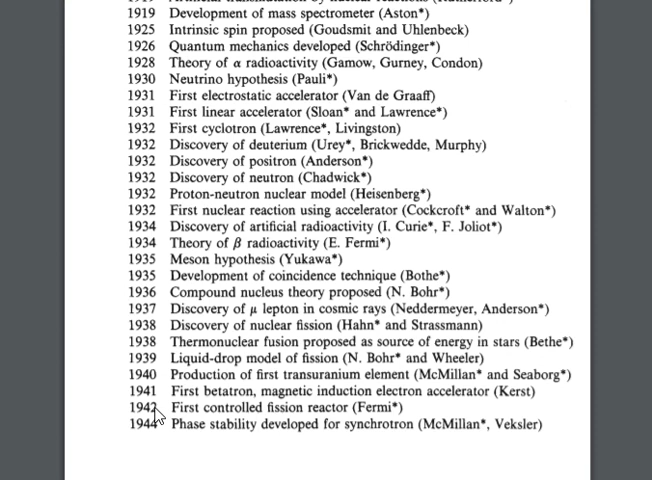 1919 Development of mass spectrometer (Aston*)
1925 Intrinsic spin proposed (Goudsmit and Uhlenbeck)
1926 Quantum mechanics developed (Schrödinger*)
1928 Theory of α radioactivity (Gamow, Gurney, Condon)
1930 Neutrino hypothesis (Pauli*)
1931 First electrostatic accelerator (Van de Graaff)
1931 First linear accelerator (Sloan* and Lawrence*)
1932 First cyclotron (Lawrence*, Livingston)
1932 Discovery of deuterium (Urey*, Brickwedde, Murphy)
1932 Discovery of positron (Anderson*)
1932 Discovery of neutron (Chadwick*)
1932 Proton-neutron nuclear model (Heisenberg*)
1932 First nuclear reaction using accelerator (Cockcroft* and Walton*)
1934 Discovery of artificial radioactivity (I. Curie*, F. Joliot*)
1934 Theory of β radioactivity (E. Fermi*)
1935 Meson hypothesis (Yukawa*)
1935 Development of coincidence technique (Bothe*)
1936 Compound nucleus theory proposed (N. Bohr*)
1937 Discovery of μ lepton in cosmic rays (Neddermeyer, Anderson*)
1938 Discovery of nuclear fission (Hahn* and Strassmann)
1938 Thermonuclear fusion proposed as source of energy in stars (Bethe*)
1939 Liquid-drop model of fission (N. Bohr* and Wheeler)
1940 Production of first transuranium element (McMillan* and Seaborg*)
1941 First betatron, magnetic induction electron accelerator (Kerst)
1942 First controlled fission reactor (Fermi*)
1944 Phase stability developed for synchrotron (McMillan*, Veksler)